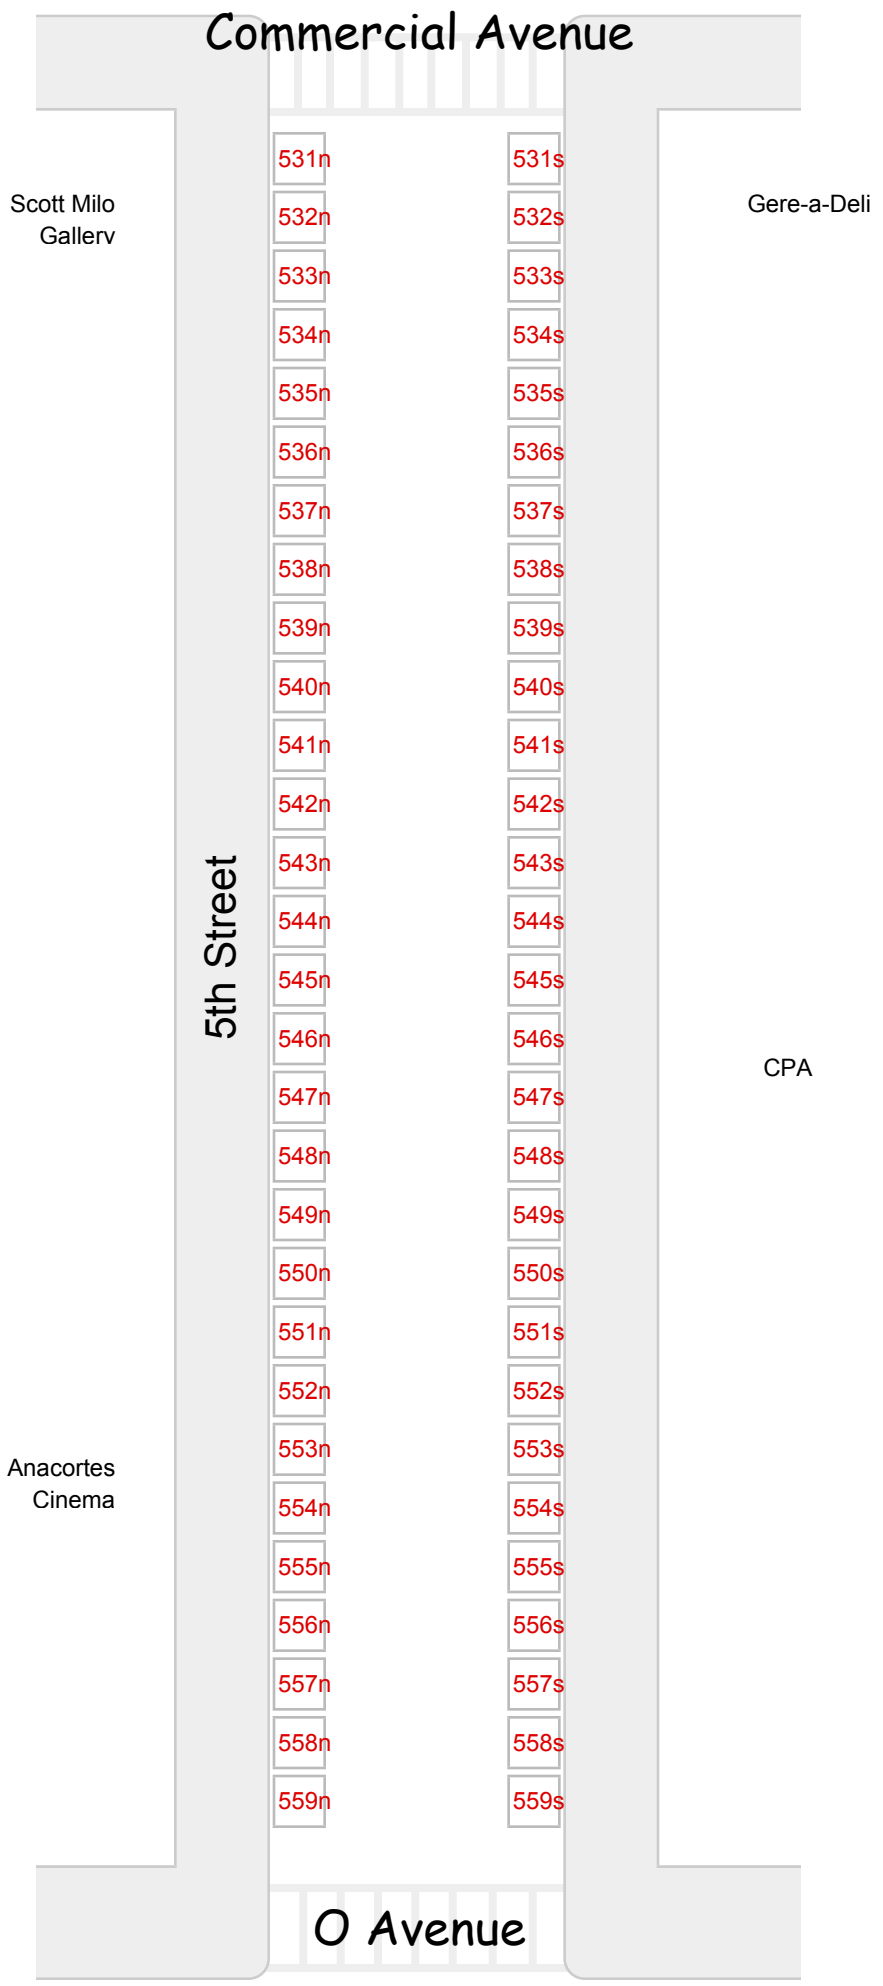 Commercial Avenue
531n 531s
Scott Milo Gere-a-Deli
532n 532s
Gallery
533n 533s
534n 534s
535n 535s
536n 536s
537n 537s
538n 538s
539n 539s
540n 540s
541n 541s
542n 542s
543n 543s
5th Street
544n 544s
545n 545s
546n 546s
CPA
547n 547s
548n 548s
549n 549s
550n 550s
551n 551s
552n 552s
553n 553s
Anacortes
Cinema
554n 554s
555n 555s
556n 556s
557n 557s
558n 558s
559n 559s
O Avenue